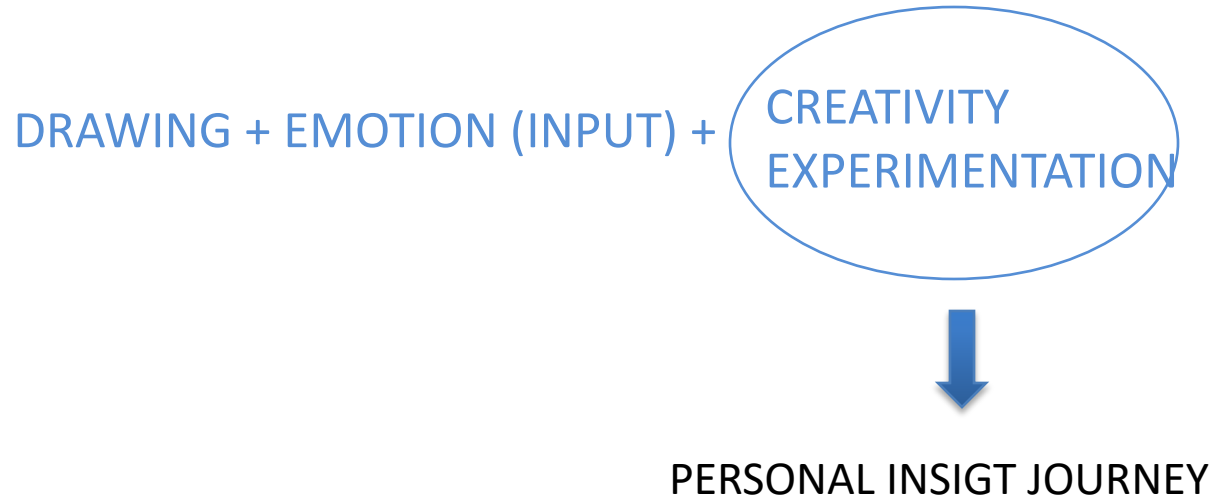 DRAWING + EMOTION (INPUT) +
CREATIVITY
EXPERIMENTATION
PERSONAL INSIGT JOURNEY